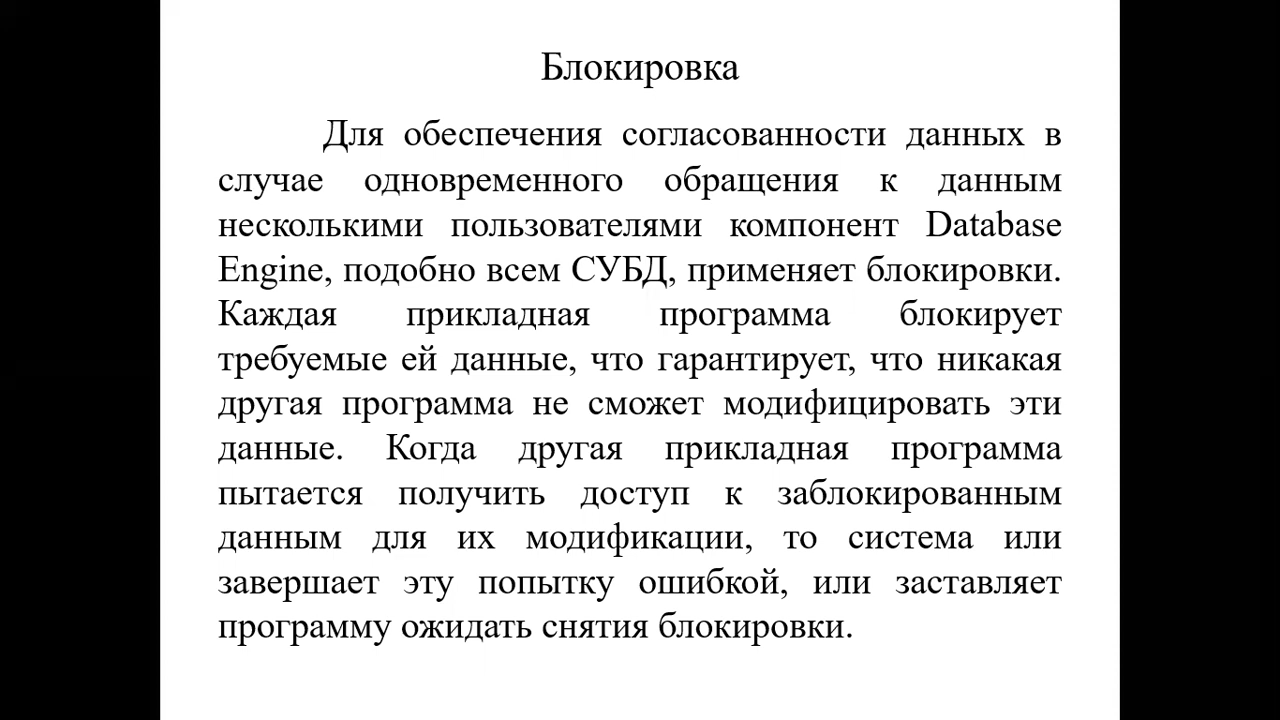 Блокировка
Для обеспечения согласованности данных в
случае одновременного обращения к данным
несколькими пользователями компонент Database
Engine, подобно всем СУБД, применяет блокировки.
Каждая прикладная программа блокирует
требуемые ей данные, что гарантирует, что никакая
другая программа не сможет модифицировать эти
данные. Когда другая прикладная программа
пытается получить доступ к заблокированным
данным для их модификации, то система или
завершает эту попытку ошибкой, или заставляет
программу ожидать снятия блокировки.